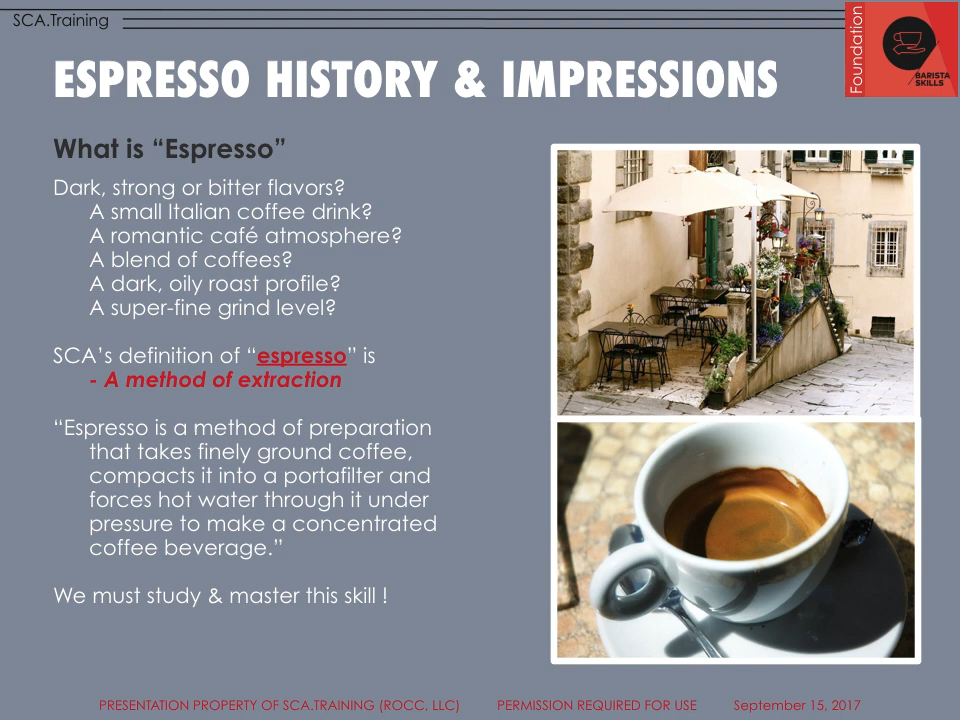 SCA.Training
Foundation
BARISTA
SKILLS
ESPRESSO HISTORY & IMPRESSIONS
What is “Espresso”
Dark, strong or bitter flavors?
A small Italian coffee drink?
A romantic café atmosphere?
A blend of coffees?
A dark, oily roast profile?
A super-fine grind level?
SCA’s definition of “espresso” is
- A method of extraction
“Espresso is a method of preparation
that takes finely ground coffee,
compacts it into a portafilter and
forces hot water through it under
pressure to make a concentrated
coffee beverage.”
We must study & master this skill !
PRESENTATION PROPERTY OF SCA.TRAINING (ROCC, LLC) PERMISSION REQUIRED FOR USE September 15, 2017